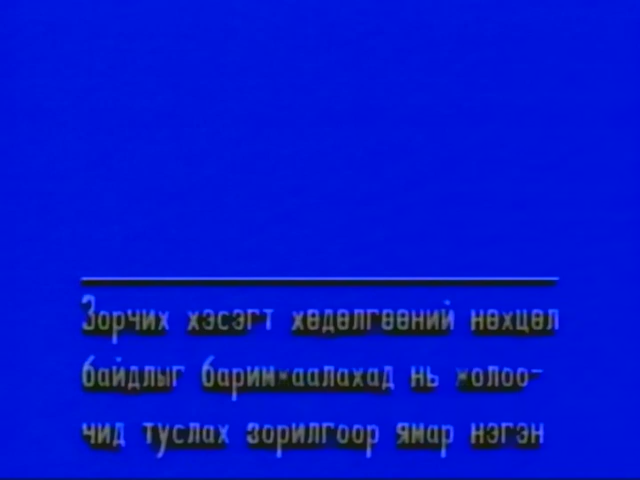 Зорчих хэсэгт хөдөлгөөний нөхцөл
байдлыг баримжаалахад нь жолоо-
чид туслах зорилгоор ямар нэгэн